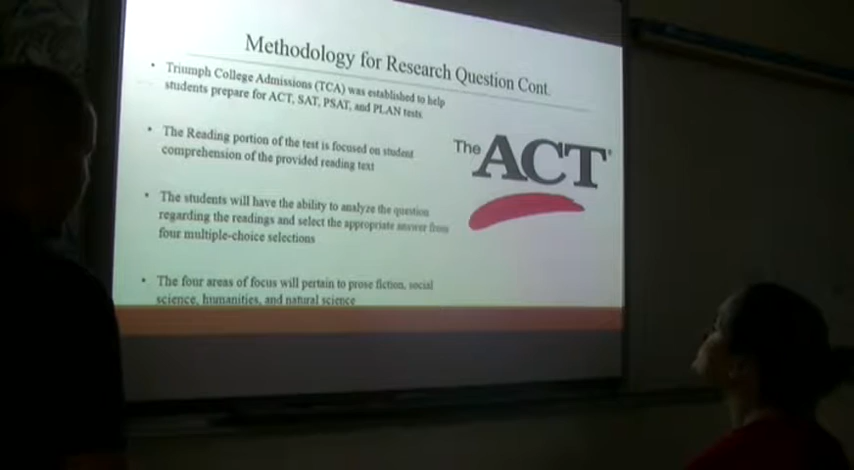 Methodology for Research Question Cont.
• Triumph College Admissions (TCA) was established to help
students prepare for ACT, SAT, PSAT, and PLAN tests
• The Reading portion of the test is focused on student
comprehension of the provided reading text
• The students will have the ability to analyze the question
regarding the readings and select the appropriate answer from
four multiple-choice selections
• The four areas of focus will pertain to prose fiction, social
science, humanities, and natural science
The ACT®